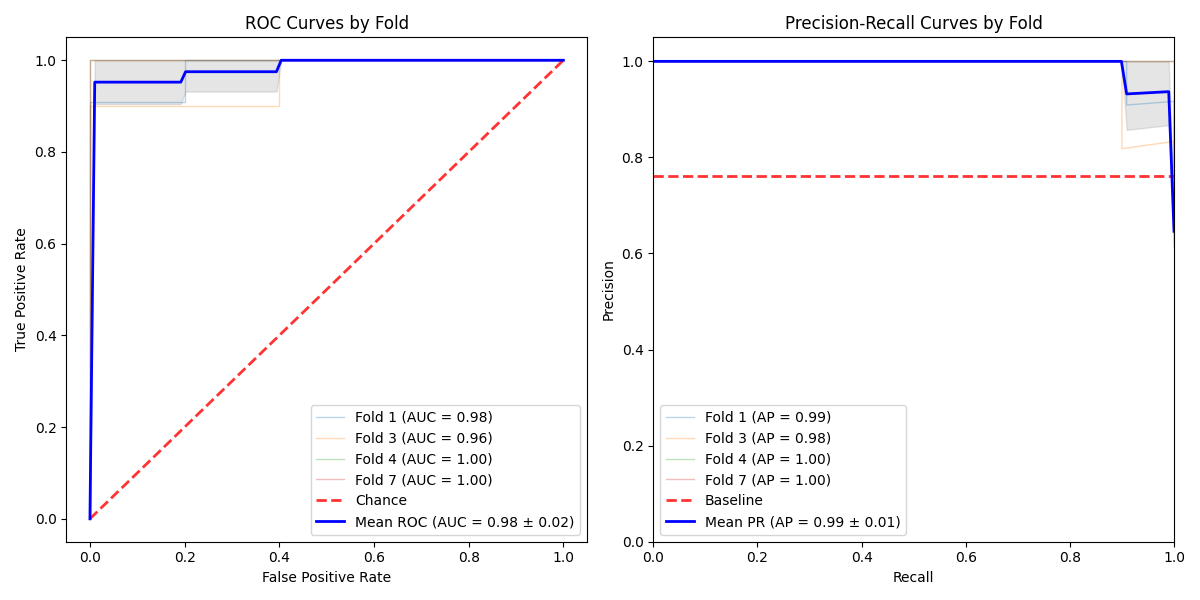 ROC Curves by Fold
True Positive Rate
1.0
0.8
0.6
0.4
0.2
0.0
Fold 1 (AUC = 0.98)
Fold 3 (AUC = 0.96)
Fold 4 (AUC = 1.00)
Fold 7 (AUC = 1.00)
Chance
Mean ROC (AUC = 0.98 ± 0.02)
0.0 0.2 0.4 0.6 0.8 1.0
False Positive Rate
Precision-Recall Curves by Fold
Precision
1.0
0.8
0.6
0.4
0.2
0.0
Fold 1 (AP = 0.99)
Fold 3 (AP = 0.98)
Fold 4 (AP = 1.00)
Fold 7 (AP = 1.00)
Baseline
Mean PR (AP = 0.99 ± 0.01)
0.0 0.2 0.4 0.6 0.8 1.0
Recall